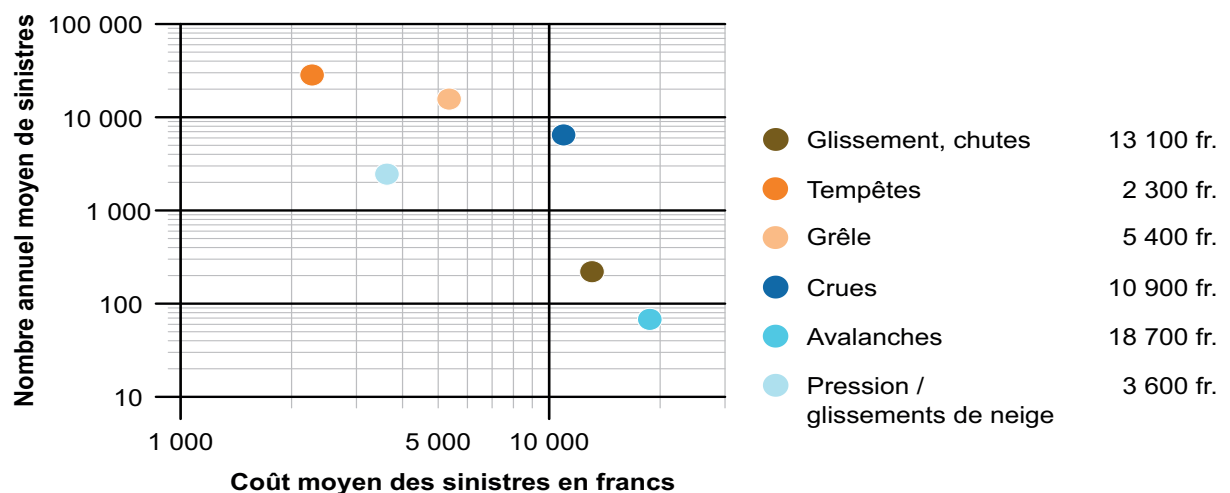 Nombre annuel moyen de sinistres
100 000
10 000
1 000
100
10
1 000
5 000
10 000
Coût moyen des sinistres en francs
Glissement, chutes 13 100 fr.
Tempêtes 2 300 fr.
Grêle 5 400 fr.
Crues 10 900 fr.
Avalanches 18 700 fr.
Pression / 3 600 fr.
glissements de neige